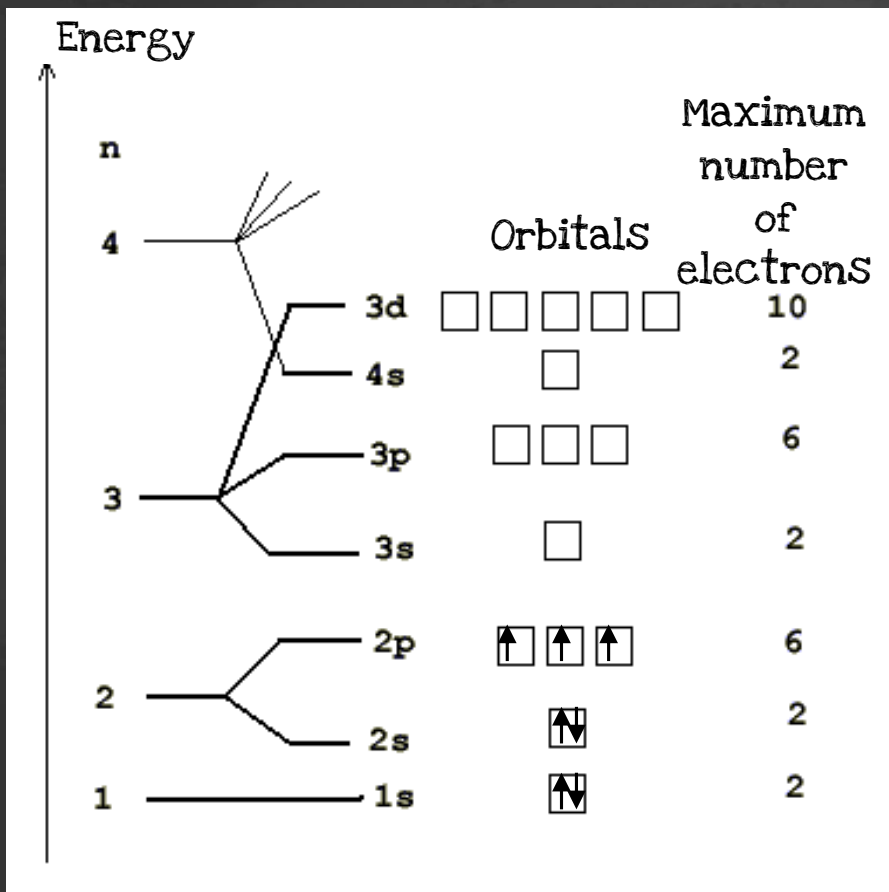 Energy
Maximum
number
of
electrons
n
Orbitals
4
3d 10
4s 2
3p 6
3
3s 2
2p 6
2
2s 2
1 1s 2